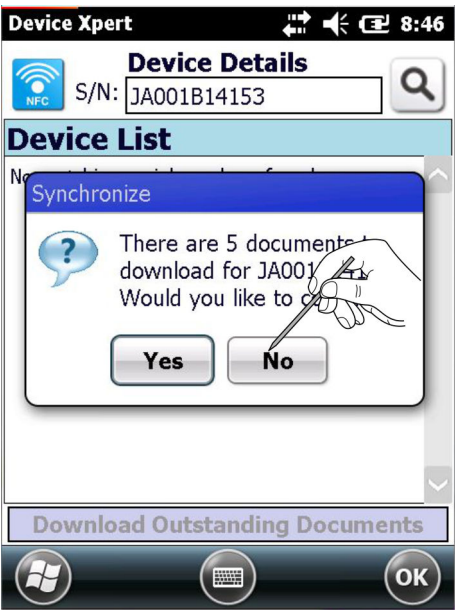 Device Xpert 8:46
Device Details
NFC S/N: JA001B14153
Device List
Synchronize
There are 5 documents
download for JA001
Would you like to
Yes No
Download Outstanding Documents
OK